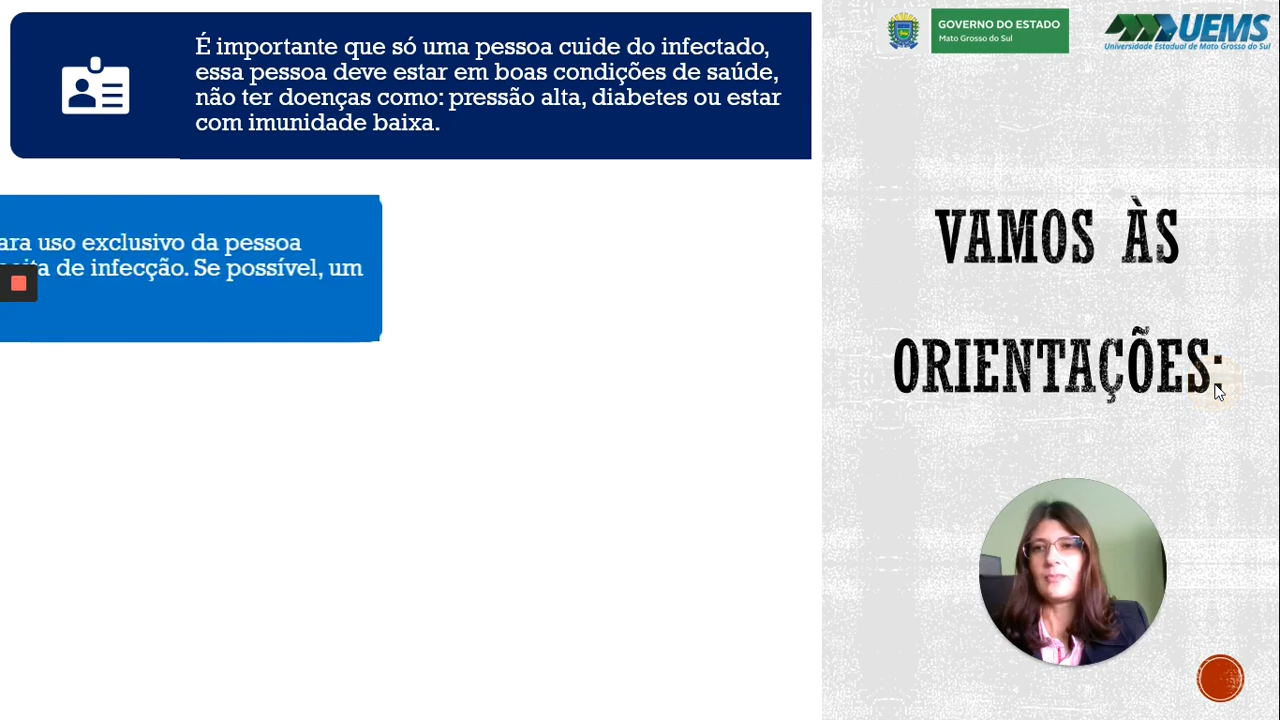 É importante que só uma pessoa cuide do infectado,
essa pessoa deve estar em boas condições de saúde,
não ter doenças como: pressão alta, diabetes ou estar
com imunidade baixa.
uso exclusivo da pessoa
de infecção. Se possível, um
GOVERNO DO ESTADO
Mato Grosso do Sul
UEMS
Universidade Estadual de Mato Grosso do Sul
VAMOS ÀS
ORIENTAÇÕES: